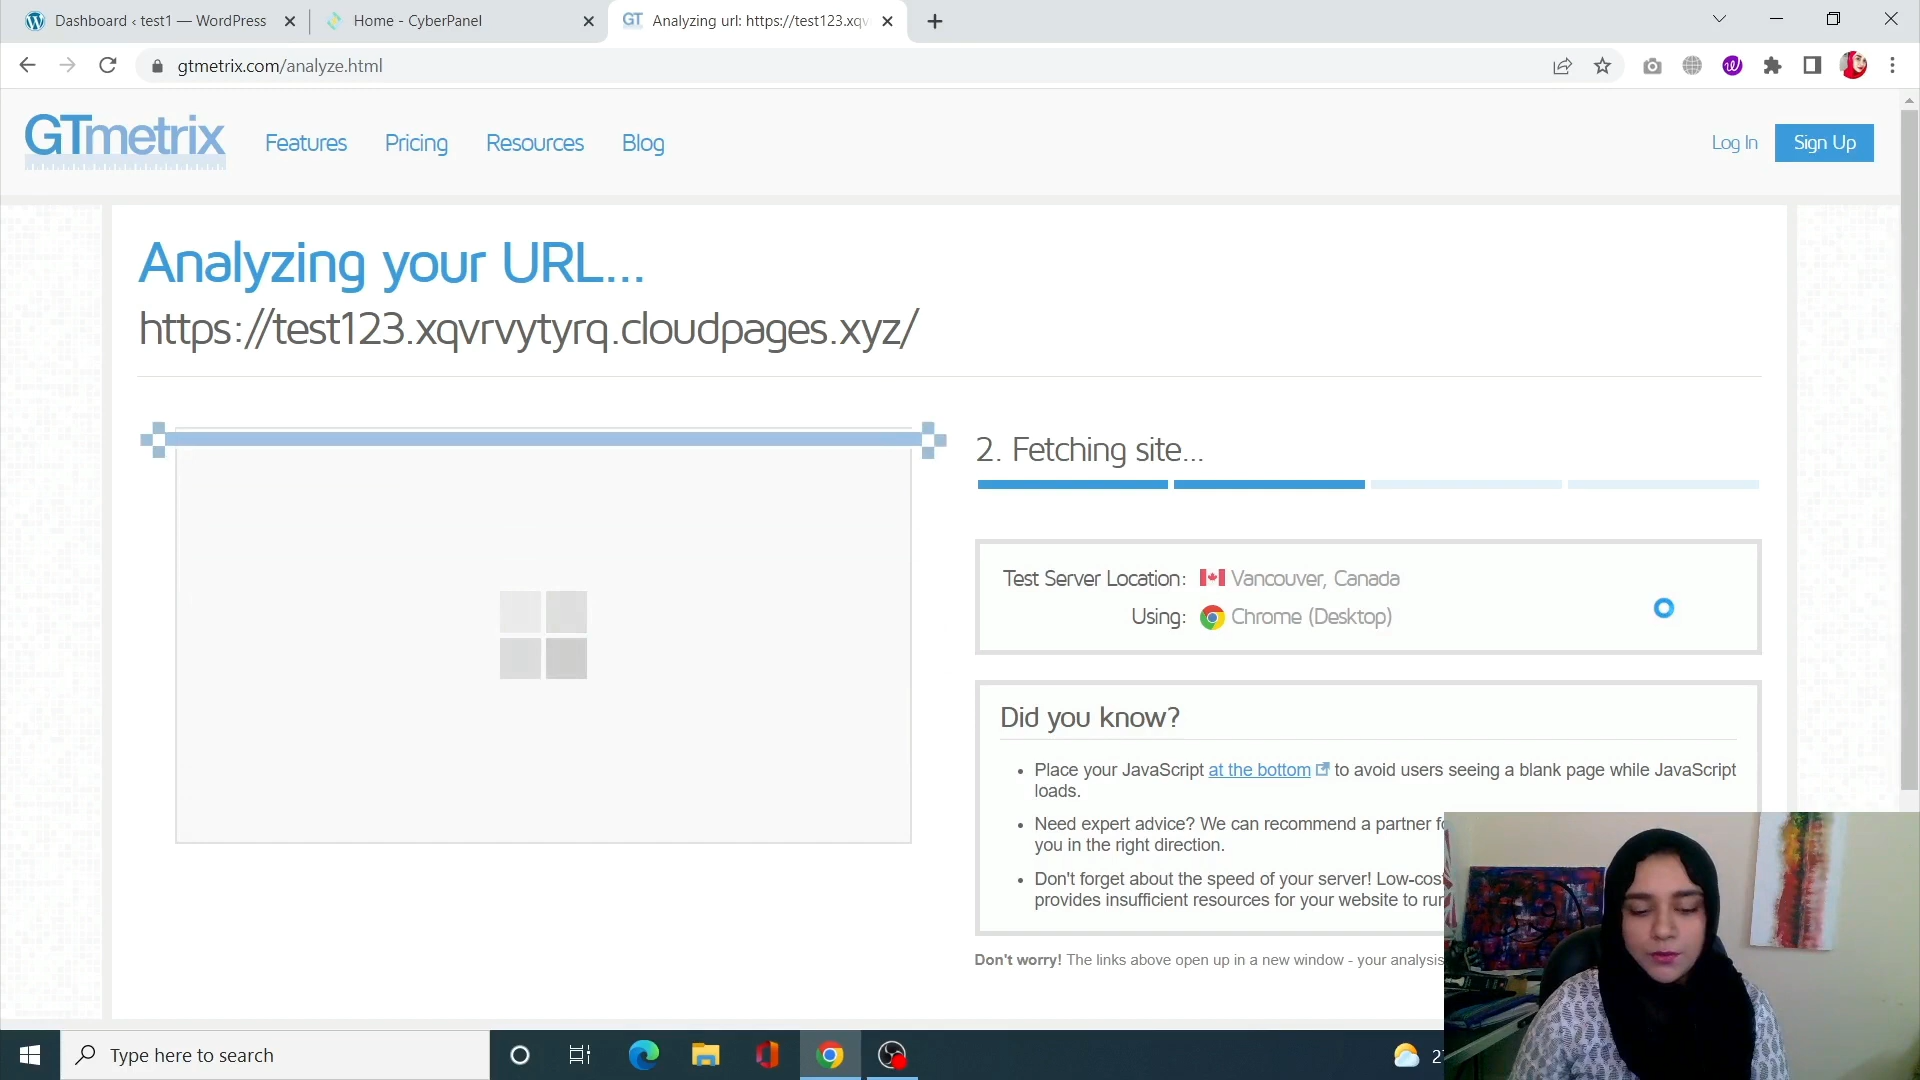 Dashboard ‹ test1 — WordPress
Home - CyberPanel
GT Analyzing url: https://test123.xqv
gtmetrix.com/analyze.html
GTmetrix
Features
Pricing
Resources
Blog
Log In
Sign Up
Analyzing your URL...
https://test123.xqvrvytyrq.cloudpages.xyz/
2. Fetching site...
Test Server Location: Vancouver, Canada
Using: Chrome (Desktop)
Did you know?
• Place your JavaScript at the bottom to avoid users seeing a blank page while JavaScript
loads.
• Need expert advice? We can recommend a partner
you in the right direction.
• Don't forget about the speed of your server! Low-cost
provides insufficient resources for your website to run
Don't worry! The links above open up in a new window - your analysis
Type here to search